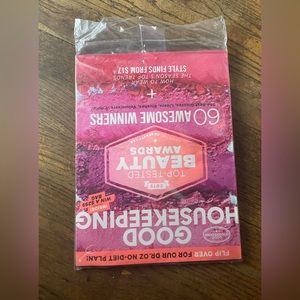 FLIP OVER FOR OUR DR. OZ NO-DIET PLAN!
GOOD
HOUSEKEEPING
2015
TOP-TESTED
BEAUTY
AWARDS
60 AWESOME WINNERS
+
HOW TO WEAR
THE SEASON'S TOP TRENDS
STYLE FINDS FROM $17